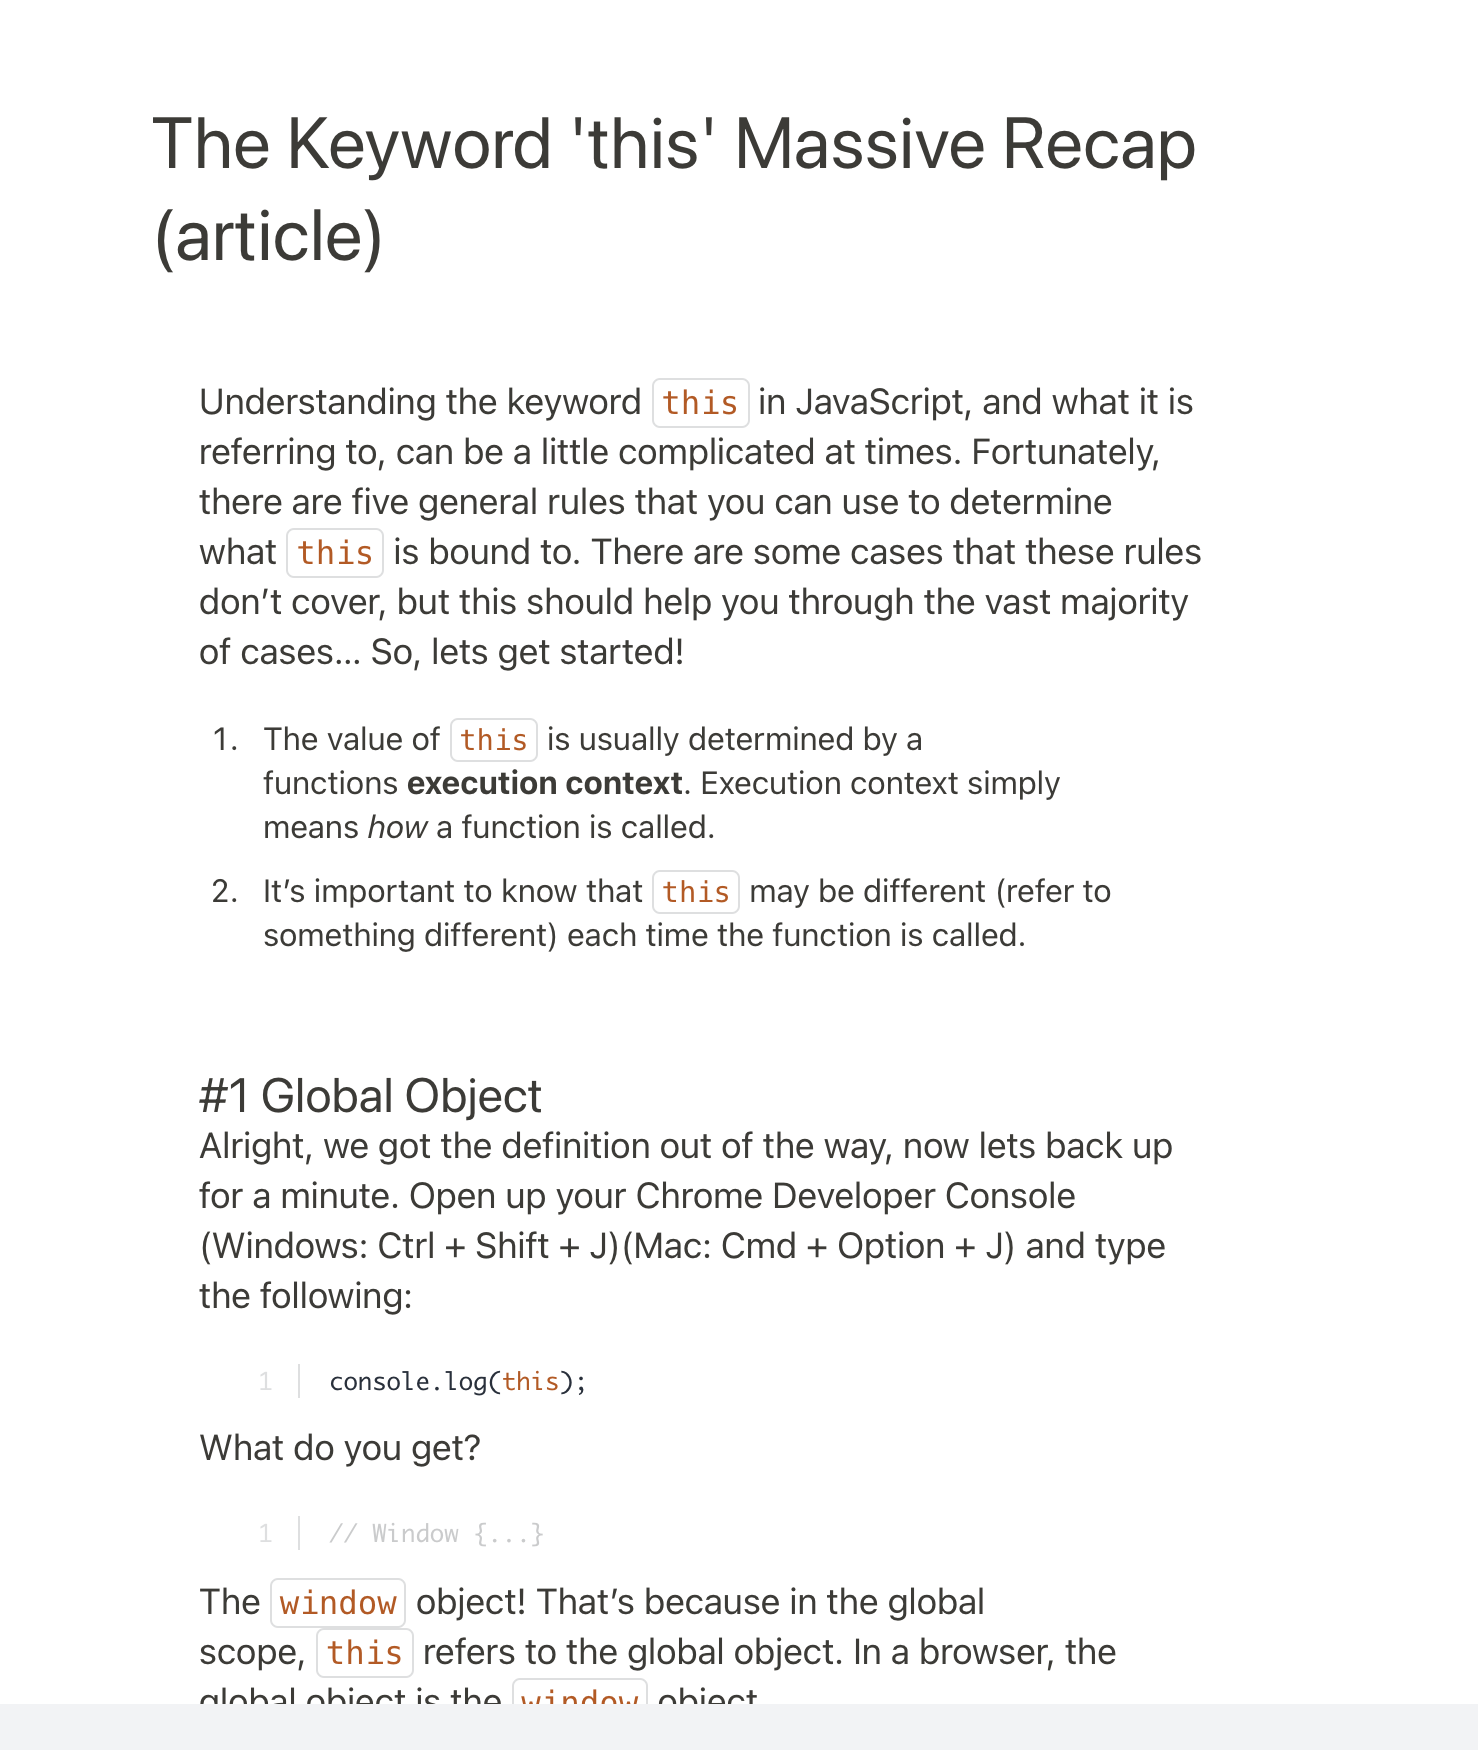 The Keyword 'this' Massive Recap
(article)
Understanding the keyword this in JavaScript, and what it is
referring to, can be a little complicated at times. Fortunately,
there are five general rules that you can use to determine
what this is bound to. There are some cases that these rules
don’t cover, but this should help you through the vast majority
of cases... So, lets get started!
1. The value of this is usually determined by a
functions execution context. Execution context simply
means how a function is called.
2. It’s important to know that this may be different (refer to
something different) each time the function is called.
#1 Global Object
Alright, we got the definition out of the way, now lets back up
for a minute. Open up your Chrome Developer Console
(Windows: Ctrl + Shift + J)(Mac: Cmd + Option + J) and type
the following:
1 console.log(this);
What do you get?
1 // Window {...}
The window object! That’s because in the global
scope, this refers to the global object. In a browser, the
global object is the window object